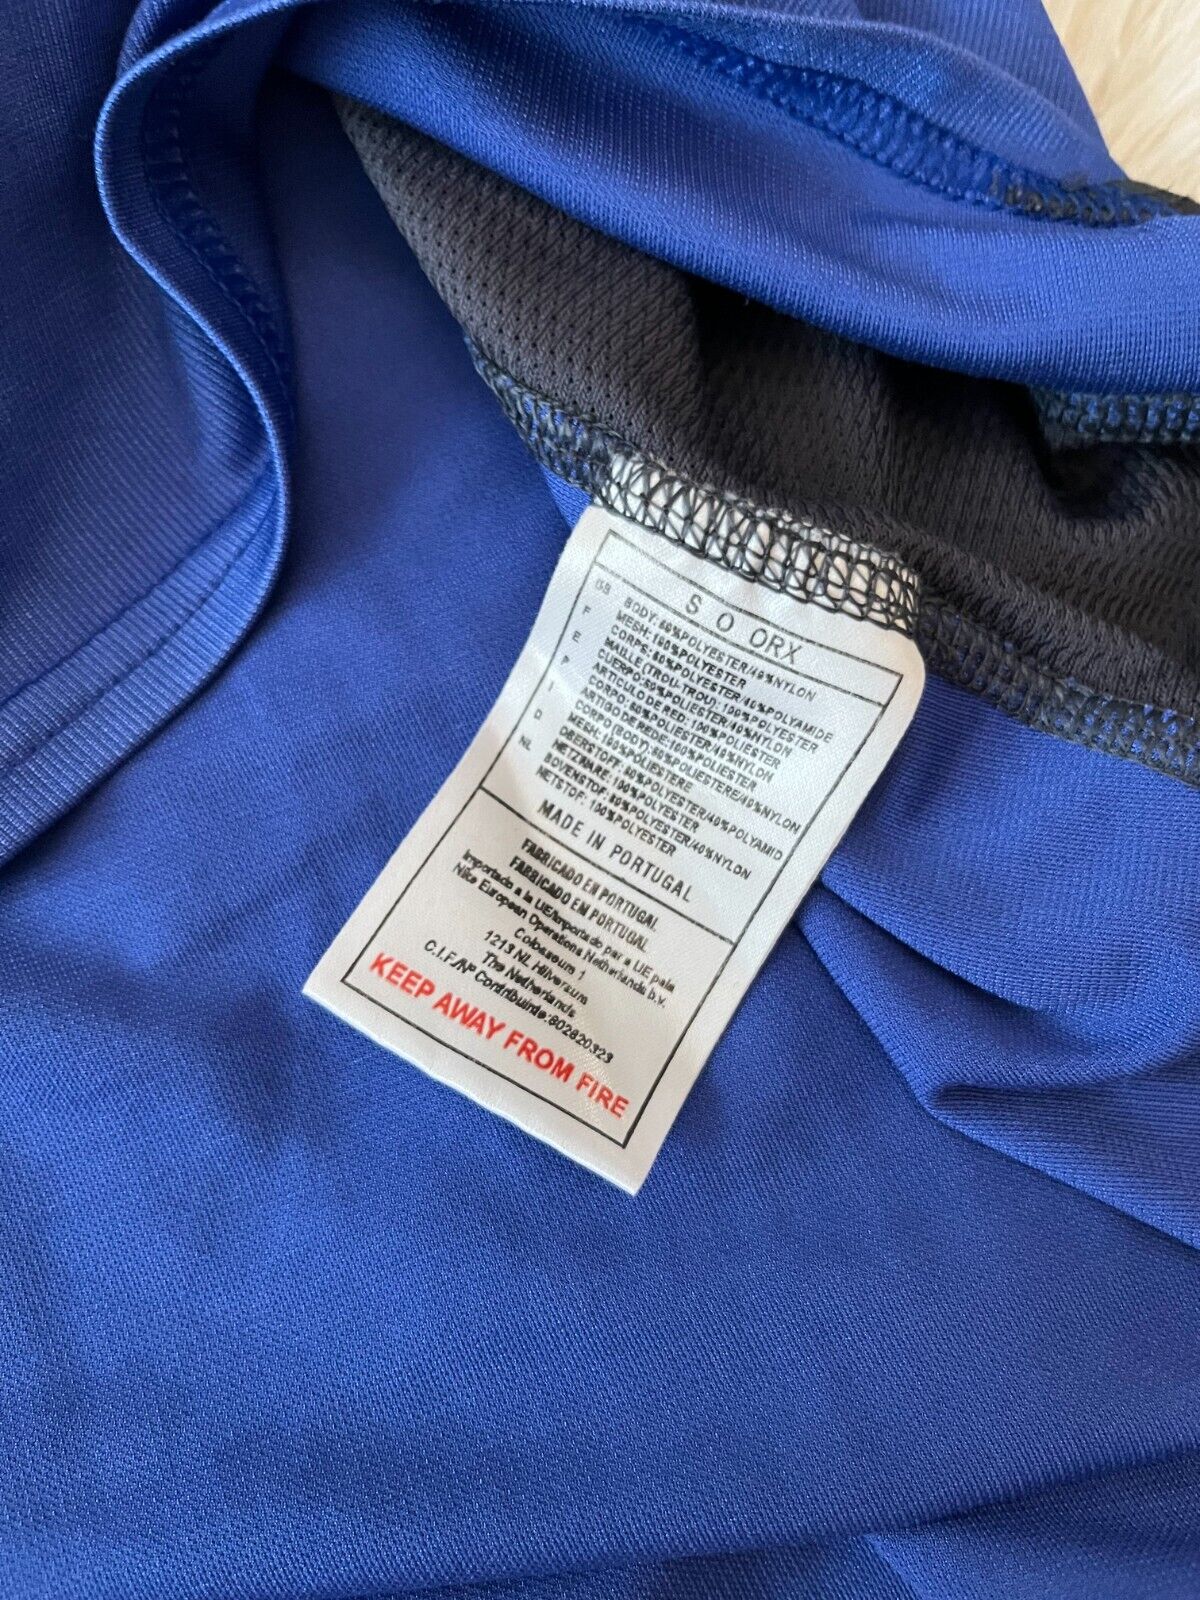 S O ORX
GB BODY: 60%POLYESTER/40%NYLON
MESH: 100%POLYESTER
F CORPS: 60%POLYESTER/40%POLYAMIDE
MAILLE (TROU-TROU): 100%POLYESTER
E CUERPO: 60%POLIESTER/40%NYLON
ARTICULO DE RED: 100%POLIESTER
P CORPO: 60%POLIESTER/40%NYLON
ARTIGO DE REDE: 100%POLIESTER
I CORPO (BODY): 60%POLIESTERE/40%NYLON
MESH: 100%POLIESTERE
D OBERSTOFF: 60%POLYESTER/40%POLYAMID
NETZWARE: 100%POLYESTER
NL BOVENSTOF: 60%POLYESTER/40%NYLON
NETSTOF: 100%POLYESTER
MADE IN PORTUGAL
FABRICADO EN PORTUGAL
FABRICADO EM PORTUGAL
Importado a la UE/Importado para a UE pela
Nike European Operations Netherlands b.v.
Colosseum 1
1213 NL Hilversum
The Netherlands
C.I.F./Nº Contribuinte:802820323
KEEP AWAY FROM FIRE